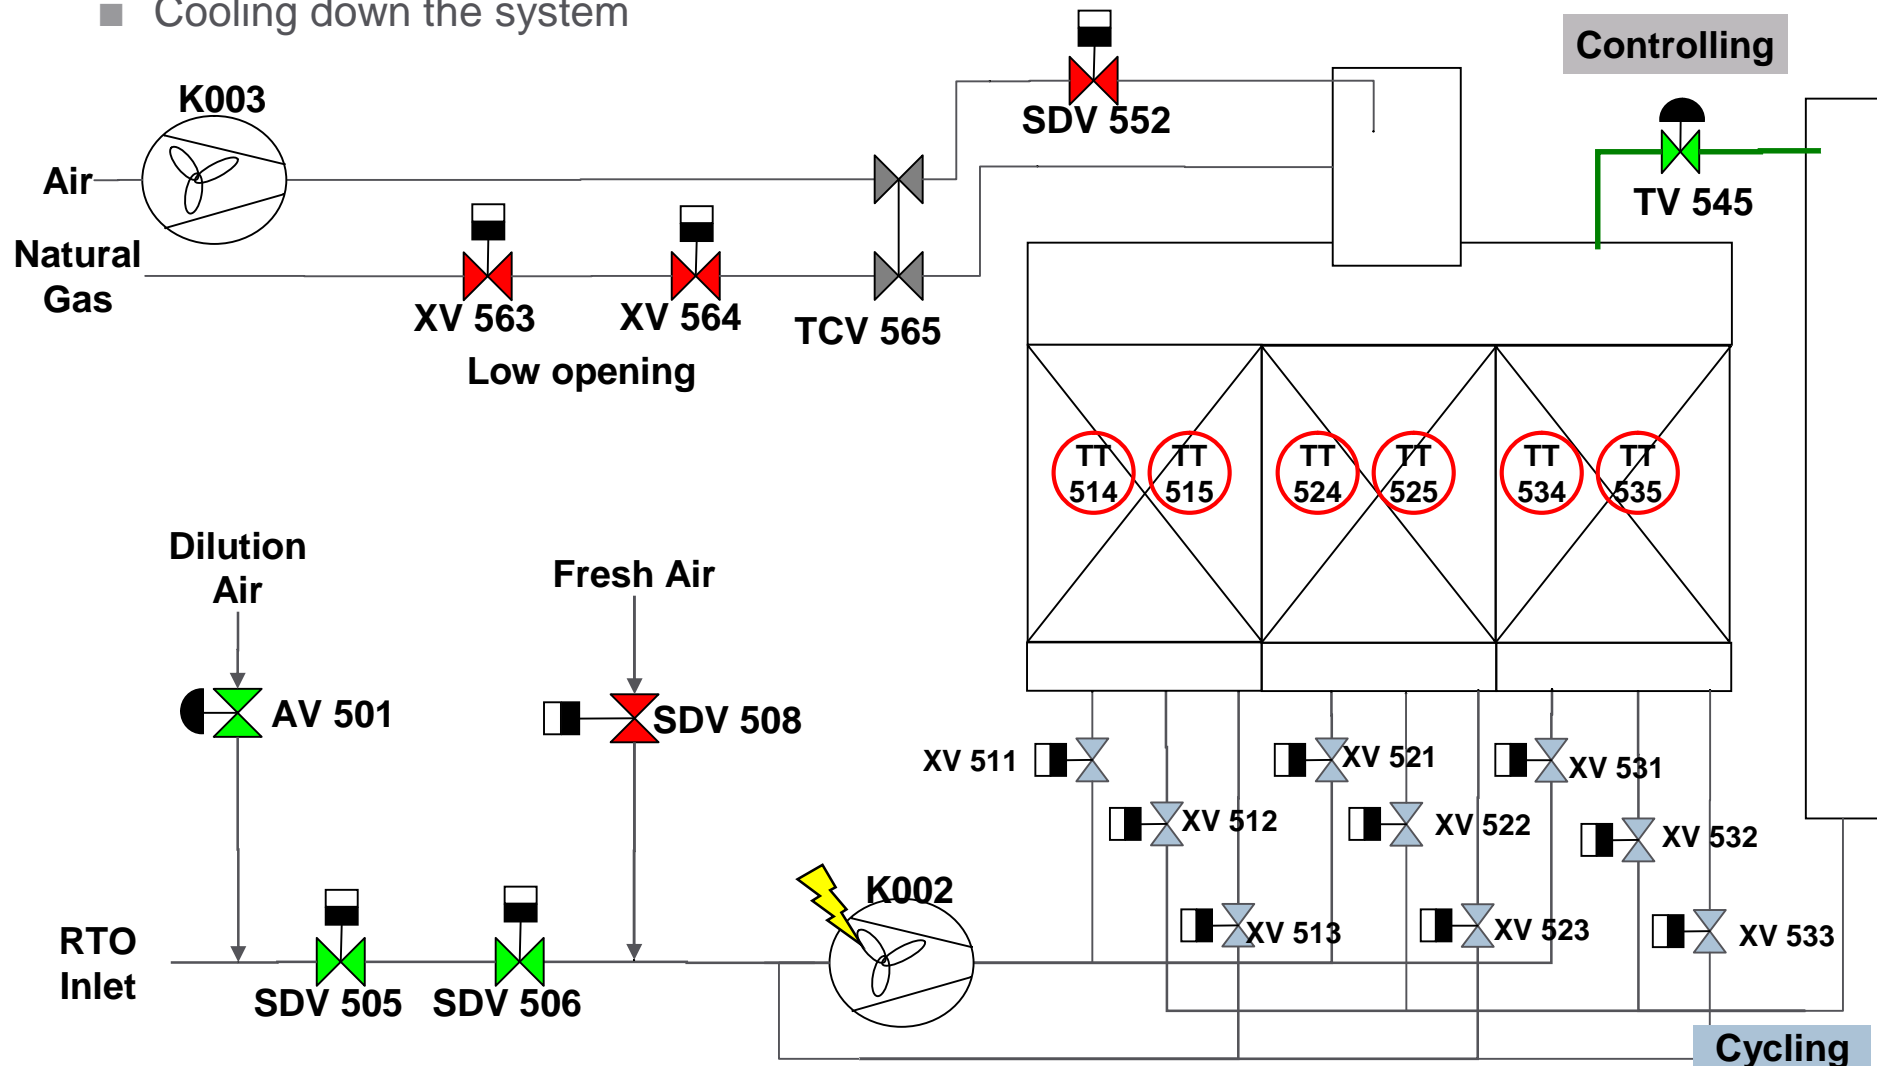 ■ Cooling down the system
Controlling
K003
SDV 552
Air
TV 545
Natural
Gas
XV 563
XV 564
TCV 565
Low opening
TT
514
TT
515
TT
524
TT
525
TT
534
TT
535
Dilution
Air
Fresh Air
AV 501
SDV 508
XV 511
XV 521
XV 531
XV 512
XV 522
XV 532
K002
XV 513
XV 523
XV 533
RTO
Inlet
SDV 505
SDV 506
Cycling